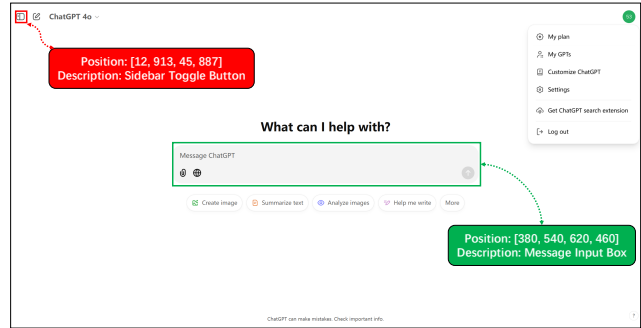 ChatGPT 4o
SJ
My plan
My GPTs
Customize ChatGPT
Settings
Get ChatGPT search extension
Log out
Position: [12, 913, 45, 887]
Description: Sidebar Toggle Button
What can I help with?
Message ChatGPT
Create image
Summarize text
Analyze images
Help me write
More
Position: [380, 540, 620, 460]
Description: Message Input Box
ChatGPT can make mistakes. Check important info.
?